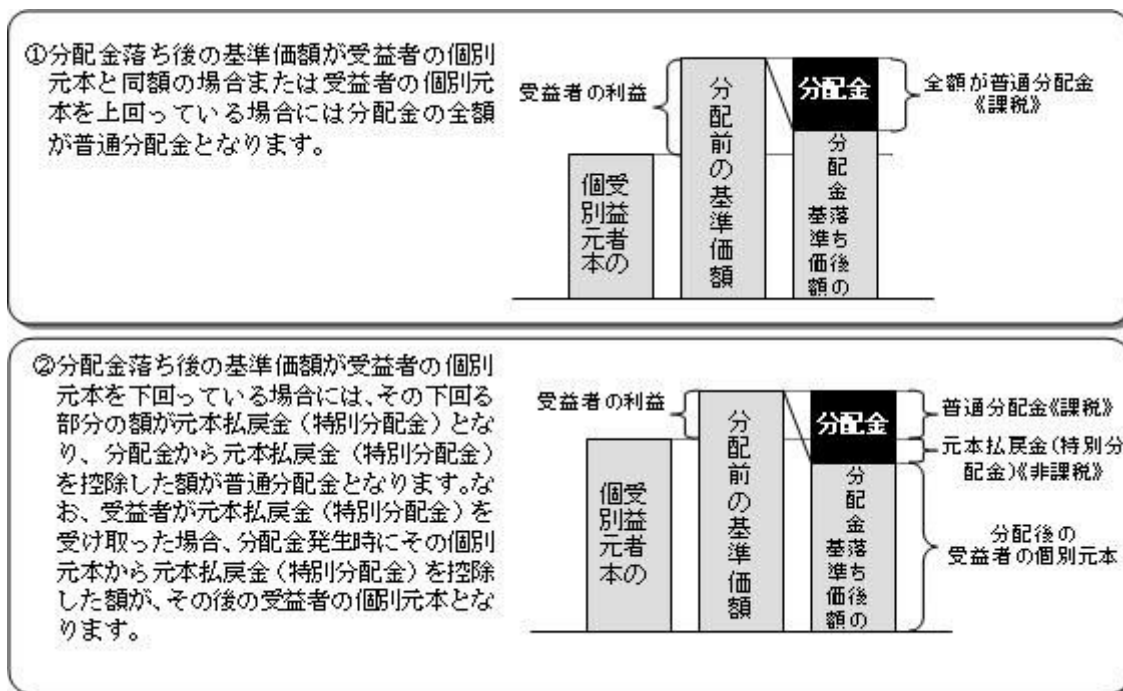 ①分配金落ち後の基準価額が受益者の個別
元本と同額の場合または受益者の個別元
本を上回っている場合には分配金の全額
が普通分配金となります。
受益者の利益
受益者の
個別元本
分配前の基準価額
分配金
分配金落ち後の
基準価額
全額が普通分配金
《課税》
②分配金落ち後の基準価額が受益者の個別
元本を下回っている場合には、その下回る
部分の額が元本払戻金（特別分配金）とな
り、分配金から元本払戻金（特別分配金）
を控除した額が普通分配金となります。な
お、受益者が元本払戻金（特別分配金）を
受け取った場合、分配金発生時にその個別
元本から元本払戻金（特別分配金）を控除
した額が、その後の受益者の個別元本とな
ります。
受益者の利益
受益者の
個別元本
分配前の基準価額
分配金
分配金落ち後の
基準価額
普通分配金《課税》
元本払戻金(特別分
配金)《非課税》
分配後の
受益者の個別元本